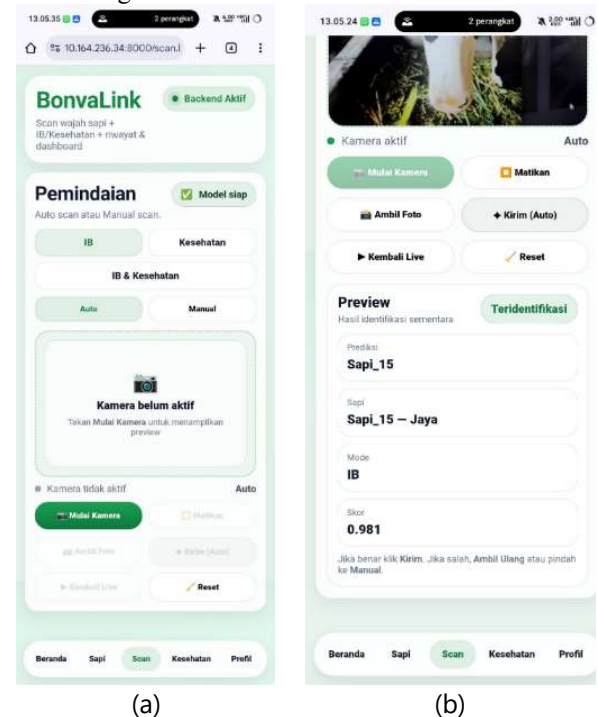 13.05.35
2 perangkat
10.164.236.34:8000/scan.l
4
BonvaLink
Backend Aktif
Scan wajah sapi +
IB/Kesehatan + riwayat &
dashboard
Pemindaian
Model siap
Auto scan atau Manual scan.
IB
Kesehatan
IB & Kesehatan
Auto
Manual
Kamera belum aktif
Tekan Mulai Kamera untuk menampilkan
preview
Kamera tidak aktif
Auto
Mulai Kamera
Matikan
Ambil Foto
Kirim (Auto)
Kembali Live
Reset
Beranda Sapi Scan Kesehatan Profil
(a)
13.05.24
2 perangkat
Kamera aktif
Auto
Mulai Kamera
Matikan
Ambil Foto
Kirim (Auto)
Kembali Live
Reset
Preview
Teridentifikasi
Hasil identifikasi sementara
Prediksi
Sapi_15
Sapi
Sapi_15 — Jaya
Mode
IB
Skor
0.981
Jika benar klik Kirim. Jika salah, Ambil Ulang atau pindah
ke Manual.
Beranda Sapi Scan Kesehatan Profil
(b)